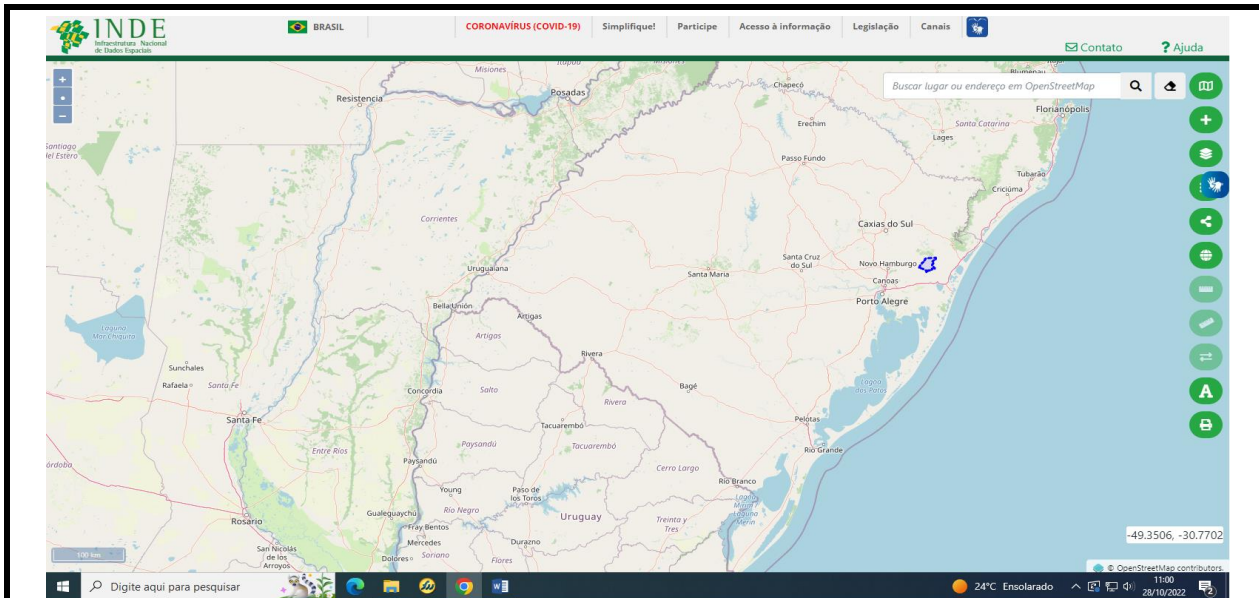 INDE
Infraestrutura Nacional
de Dados Espaciais
BRASIL
CORONAVÍRUS (COVID-19)
Simplifique!
Participe
Acesso à informação
Legislação
Canais
Contato
? Ajuda
+
−
Buscar lugar ou endereço em OpenStreetMap
Misiones
Posadas
Resistencia
Chapecó
Blumenau
Florianópolis
Erechim
Santa Catarina
Lages
Passo Fundo
Tubarão
Criciúma
Santiago
del Estero
Corrientes
Caxias do Sul
Uruguaiana
Santa Maria
Santa Cruz
do Sul
Novo Hamburgo
Canoas
Porto Alegre
Bella Unión
Artigas
Artigas
Laguna
Mar Chiquita
Rivera
Sunchales
Rafaela
Santa Fe
Concordia
Salto
Rivera
Bagé
Lagoa
dos Patos
Santa Fe
Tacuarembó
Pelotas
Entre Ríos
Paysandú
Tacuarembó
Rio Grande
Paysandú
Cerro Largo
Rio Branco
Young
Paso de
los Toros
Lagoa
Mirim /
Laguna
Merín
Gualeguaychú
Río Negro
Uruguay
Treinta y
Tres
Rosario
Fray Bentos
Mercedes
Durazno
San Nicolás
de los
Arroyos
Dolores
Soriano
Flores
100 km
-49.3506, -30.7702
© OpenStreetMap contributors.
A
Digite aqui para pesquisar
24°C Ensolarado
11:00
28/10/2022
2